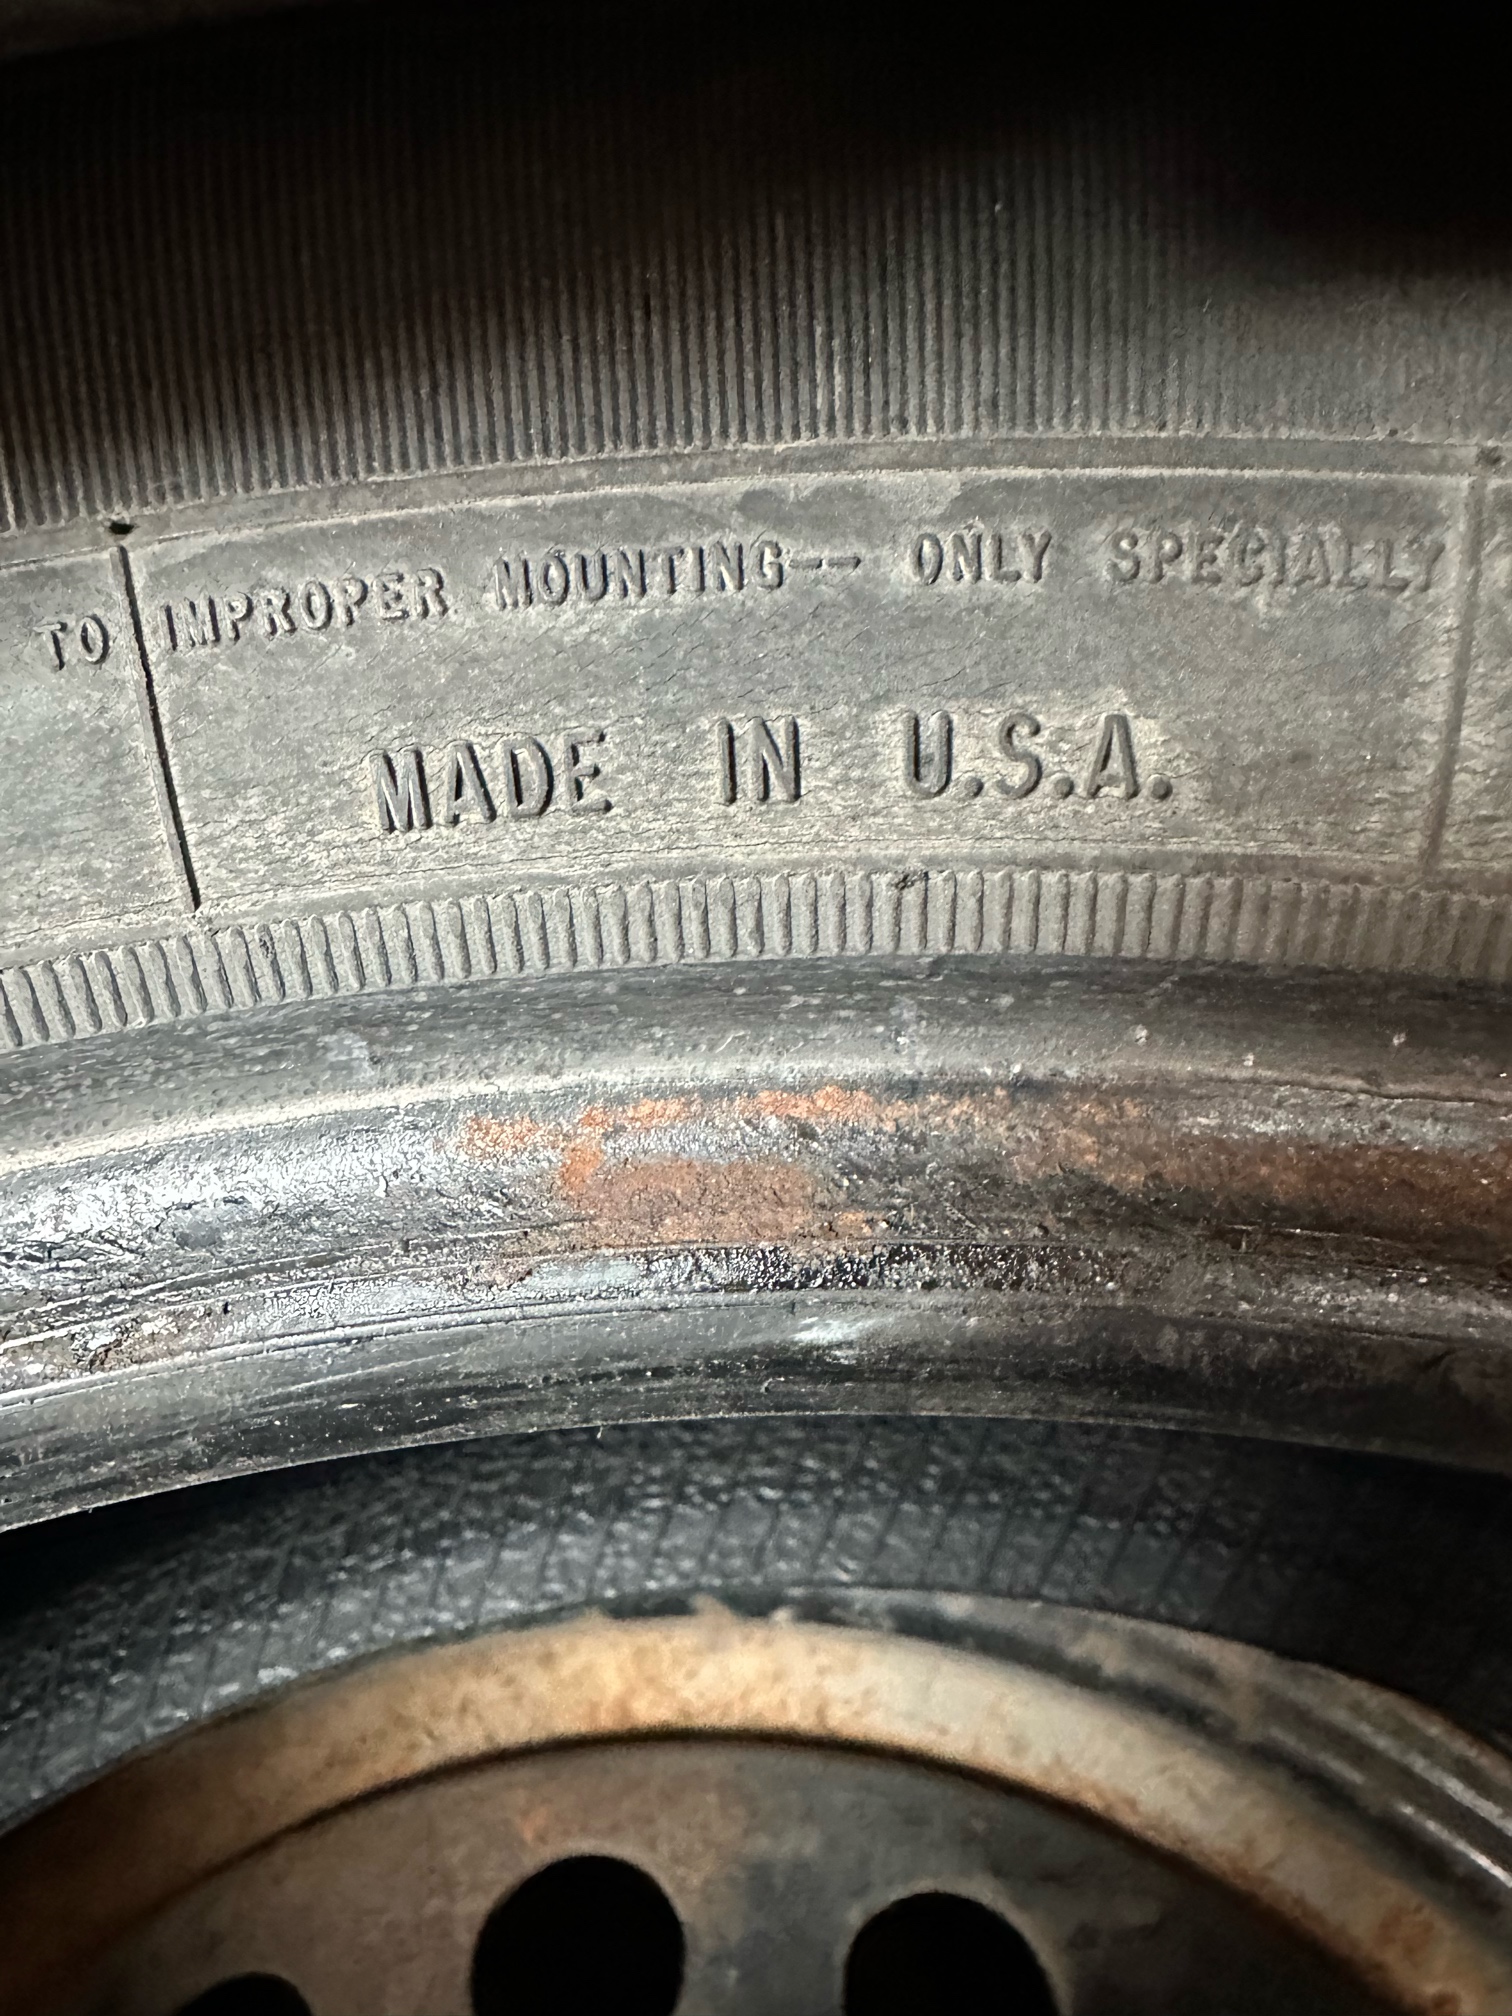 TO IMPROPER MOUNTING-- ONLY SPECIALLY
MADE IN U.S.A.